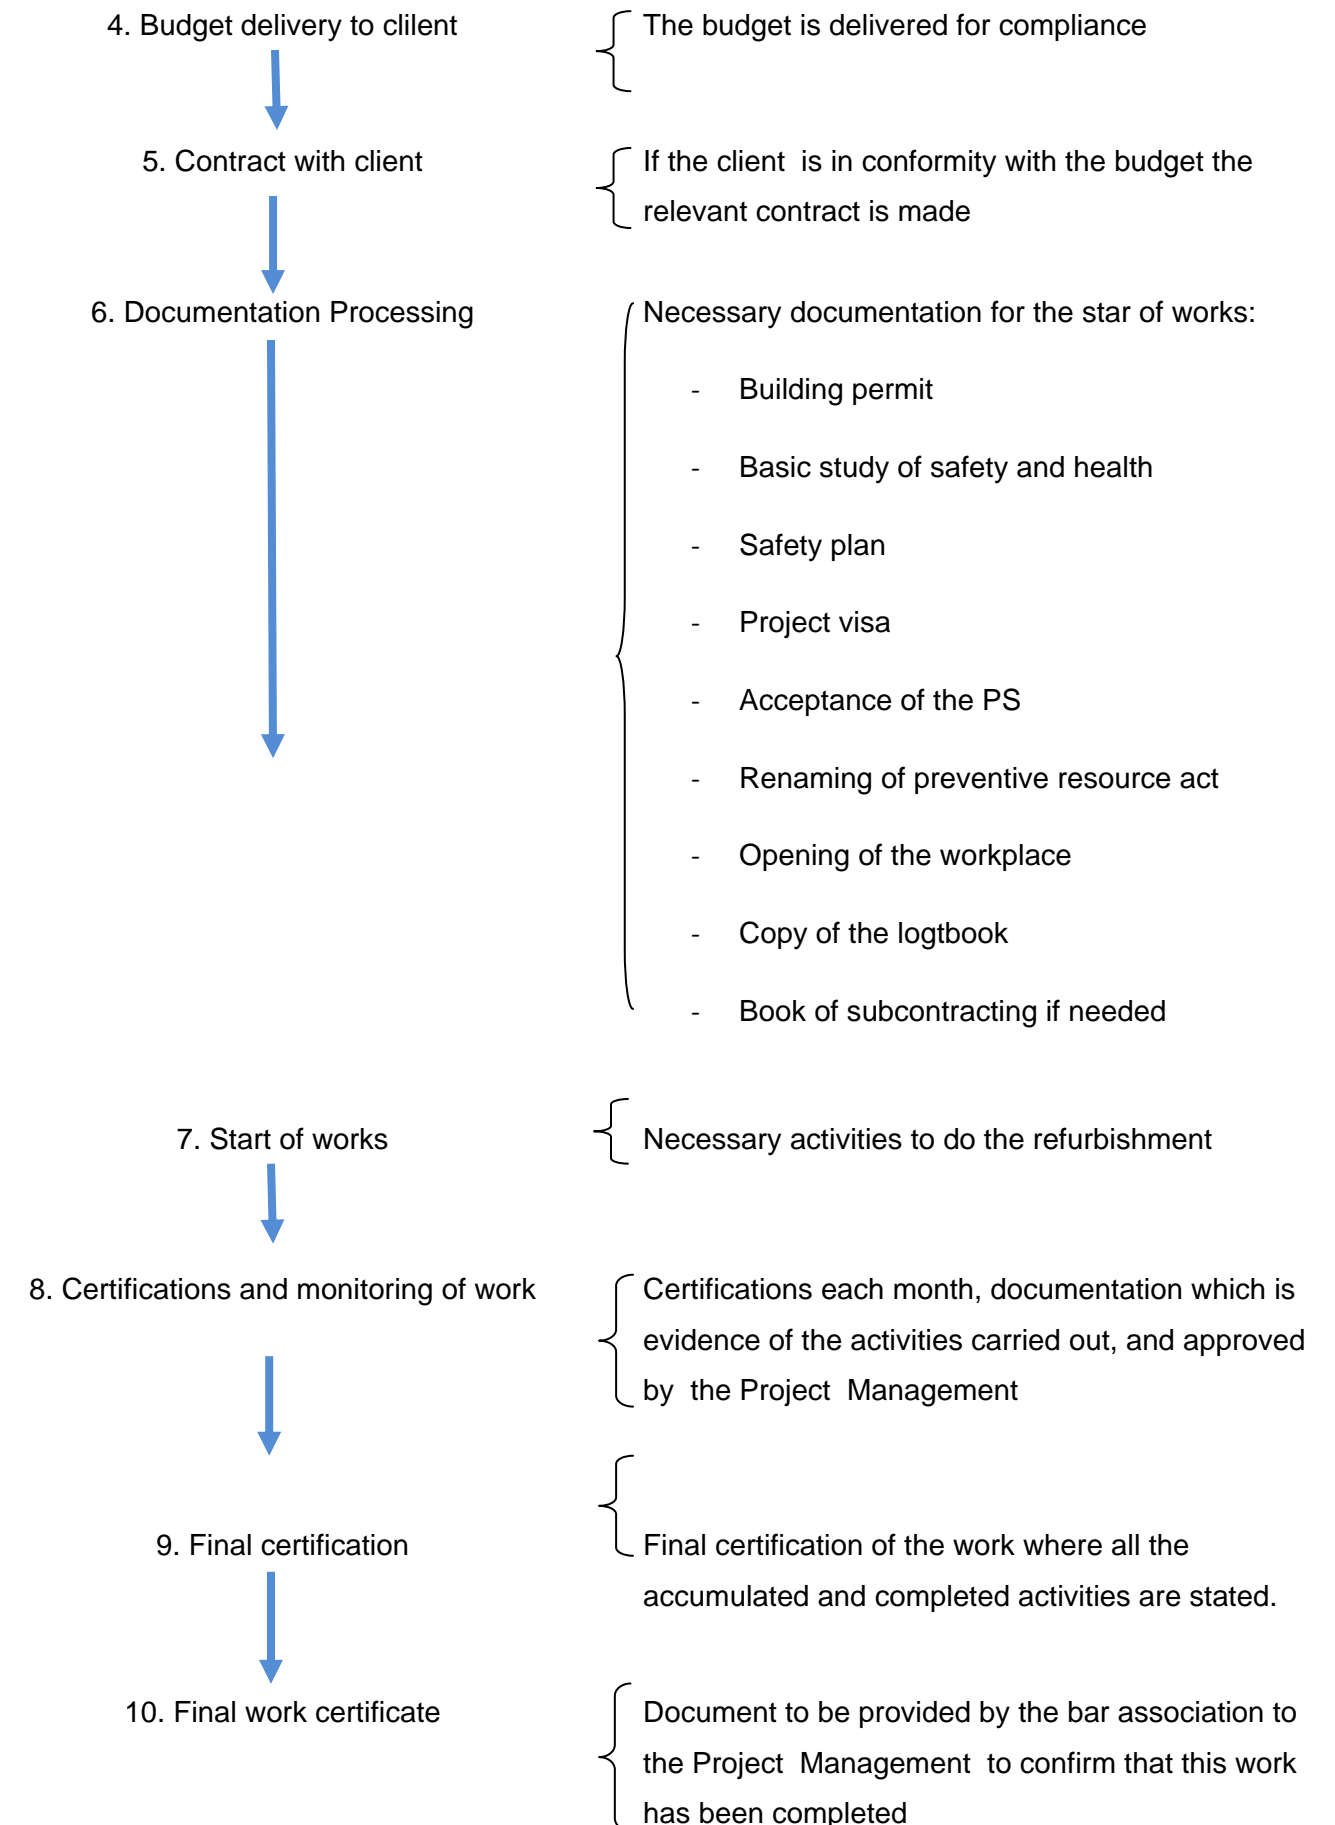 4. Budget delivery to clilent
The budget is delivered for compliance
5. Contract with client
If the client  is in conformity with the budget the
relevant contract is made
6. Documentation Processing
Necessary documentation for the star of works:
- Building permit
- Basic study of safety and health
- Safety plan
- Project visa
- Acceptance of the PS
- Renaming of preventive resource act
- Opening of the workplace
- Copy of the logtbook
- Book of subcontracting if needed
7. Start of works
Necessary activities to do the refurbishment
8. Certifications and monitoring of work
Certifications each month, documentation which is
evidence of the activities carried out, and approved
by  the Project  Management
9. Final certification
Final certification of the work where all the
accumulated and completed activities are stated.
10. Final work certificate
Document to be provided by the bar association to
the Project  Management  to confirm that this work
has been completed